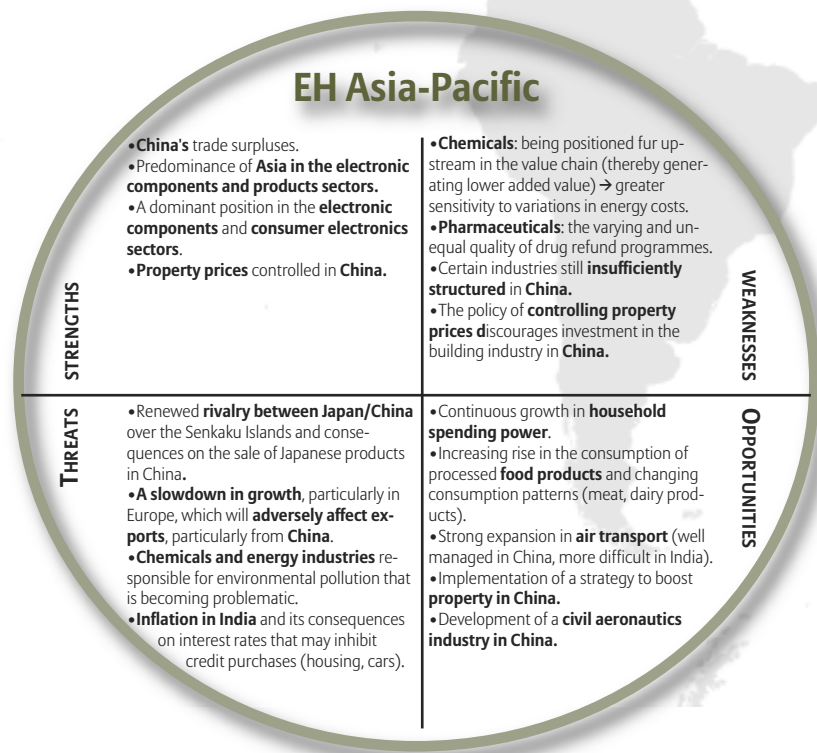 EH Asia-Pacific
STRENGTHS
•China's trade surpluses.
•Predominance of Asia in the electronic
components and products sectors.
•A dominant position in the electronic
components and consumer electronics
sectors.
•Property prices controlled in China.
•Chemicals: being positioned fur up-
stream in the value chain (thereby gener-
ating lower added value) → greater
sensitivity to variations in energy costs.
•Pharmaceuticals: the varying and un-
equal quality of drug refund programmes.
•Certain industries still insufficiently
structured in China.
•The policy of controlling property
prices discourages investment in the
building industry in China.
WEAKNESSES
THREATS
•Renewed rivalry between Japan/China
over the Senkaku Islands and conse-
quences on the sale of Japanese products
in China.
•A slowdown in growth, particularly in
Europe, which will adversely affect ex-
ports, particularly from China.
•Chemicals and energy industries re-
sponsible for environmental pollution that
is becoming problematic.
•Inflation in India and its consequences
on interest rates that may inhibit
credit purchases (housing, cars).
•Continuous growth in household
spending power.
•Increasing rise in the consumption of
processed food products and changing
consumption patterns (meat, dairy prod-
ucts).
•Strong expansion in air transport (well
managed in China, more difficult in India).
•Implementation of a strategy to boost
property in China.
•Development of a civil aeronautics
industry in China.
OPPORTUNITIES